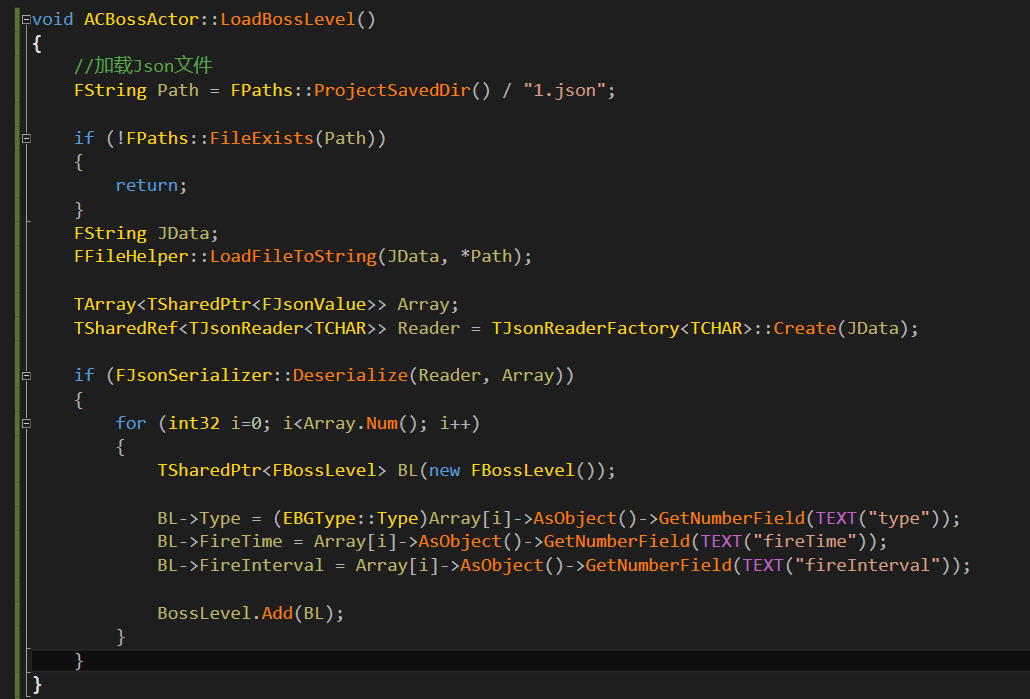 void ACBossActor::LoadBossLevel()
{
//加载Json文件
FString Path = FPaths::ProjectSavedDir() / "1.json";
if (!FPaths::FileExists(Path))
{
return;
}
FString JData;
FFileHelper::LoadFileToString(JData, *Path);
TArray<TSharedPtr<FJsonValue>> Array;
TSharedRef<TJsonReader<TCHAR>> Reader = TJsonReaderFactory<TCHAR>::Create(JData);
if (FJsonSerializer::Deserialize(Reader, Array))
{
for (int32 i=0; i<Array.Num(); i++)
{
TSharedPtr<FBossLevel> BL(new FBossLevel());
BL->Type = (EBGType::Type)Array[i]->AsObject()->GetNumberField(TEXT("type"));
BL->FireTime = Array[i]->AsObject()->GetNumberField(TEXT("fireTime"));
BL->FireInterval = Array[i]->AsObject()->GetNumberField(TEXT("fireInterval"));
BossLevel.Add(BL);
}
}
}